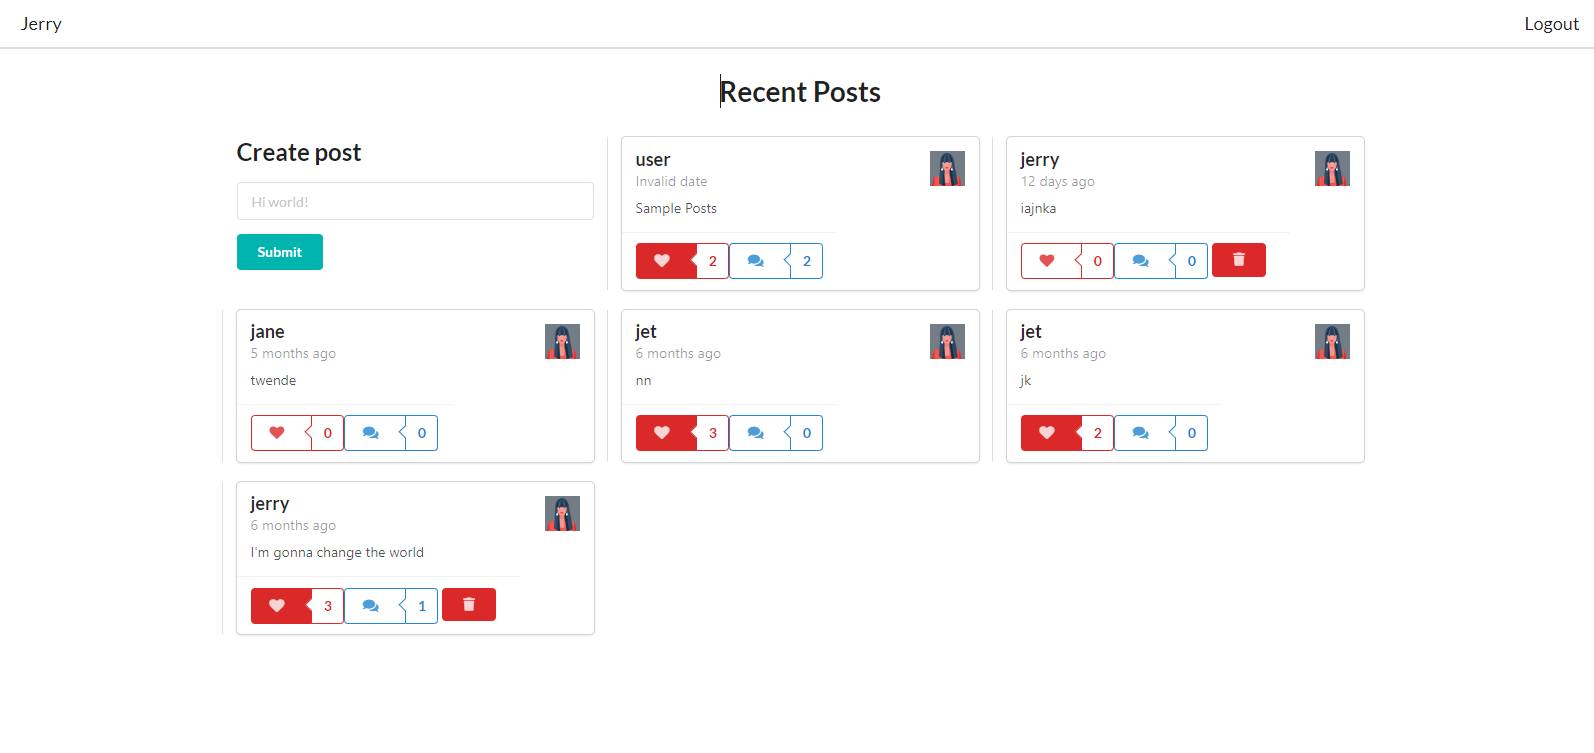 Jerry
Logout
Recent Posts
Create post
Hi world!
Submit
user
Invalid date
Sample Posts
2
2
jerry
12 days ago
iajnka
0
0
jane
5 months ago
twende
0
0
jet
6 months ago
nn
3
0
jet
6 months ago
jk
2
0
jerry
6 months ago
I'm gonna change the world
3
1